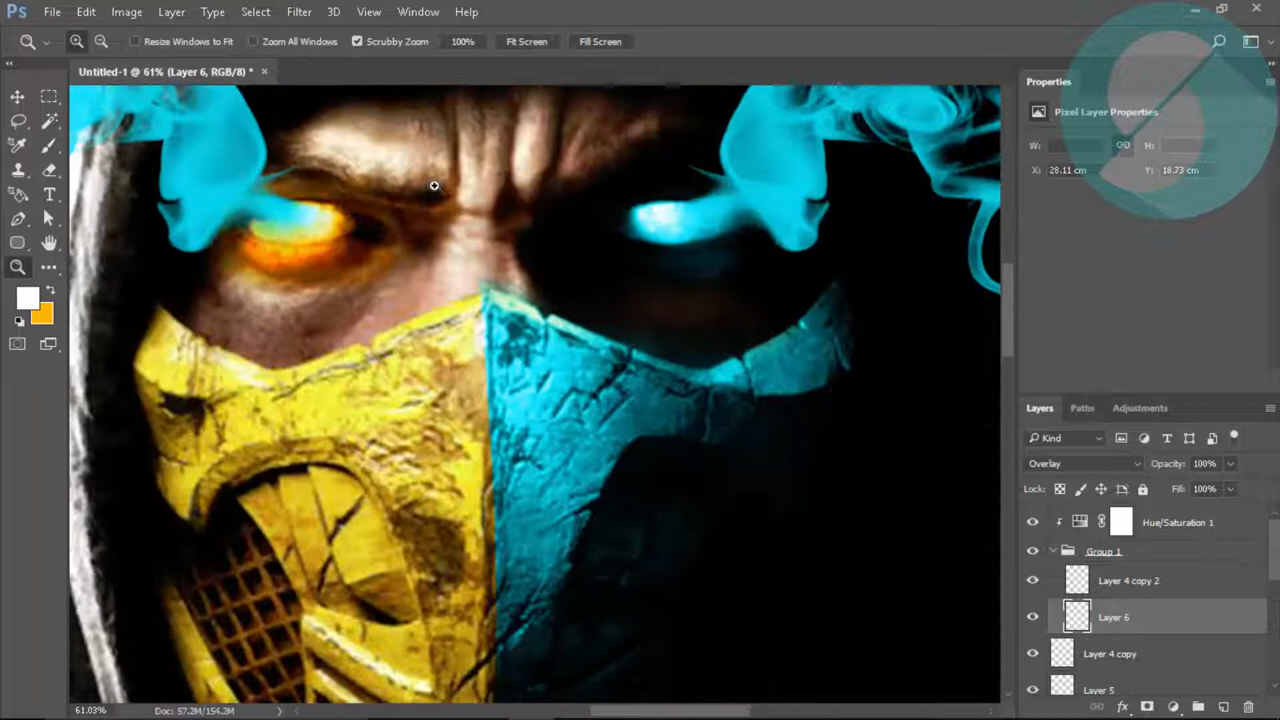 Ps File Edit Image Layer Type Select Filter 3D View Window Help
Resize Windows to Fit Zoom All Windows Scrubby Zoom 100% Fit Screen Fill Screen
Untitled-1 @ 61% (Layer 6, RGB/8) * ×
Properties
Pixel Layer Properties
W: H:
X: 28.11 cm Y: 18.73 cm
Layers Paths Adjustments
Kind
Overlay Opacity: 100%
Lock: Fill: 100%
Hue/Saturation 1
Group 1
Layer 4 copy 2
Layer 6
Layer 4 copy
Layer 5
61.03% Doc: 57.2M/154.2M